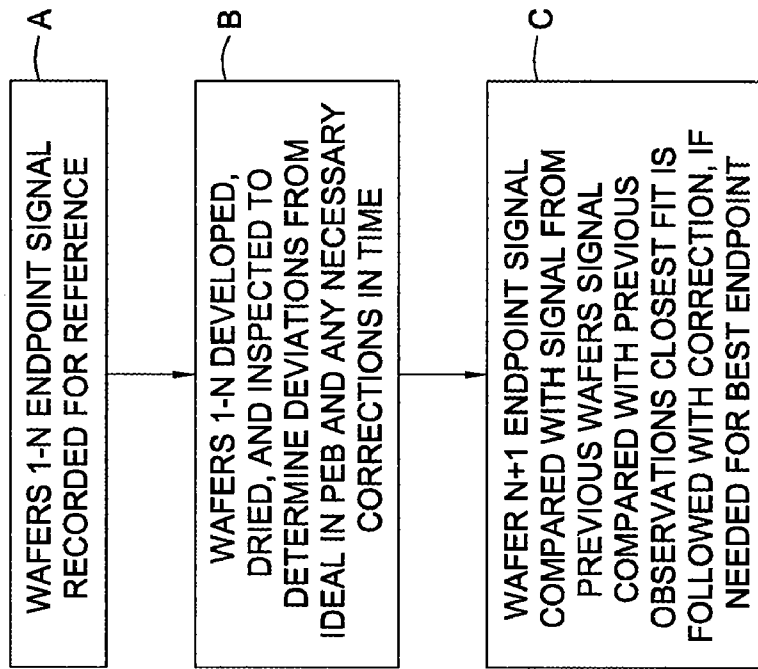 A
WAFERS 1-N ENDPOINT SIGNAL
RECORDED FOR REFERENCE
B
WAFERS 1-N DEVELOPED,
DRIED, AND INSPECTED TO
DETERMINE DEVIATIONS FROM
IDEAL IN PEB AND ANY NECESSARY
CORRECTIONS IN TIME
C
WAFER N+1 ENDPOINT SIGNAL
COMPARED WITH SIGNAL FROM
PREVIOUS WAFERS SIGNAL
COMPARED WITH PREVIOUS
OBSERVATIONS CLOSEST FIT IS
FOLLOWED WITH CORRECTION, IF
NEEDED FOR BEST ENDPOINT